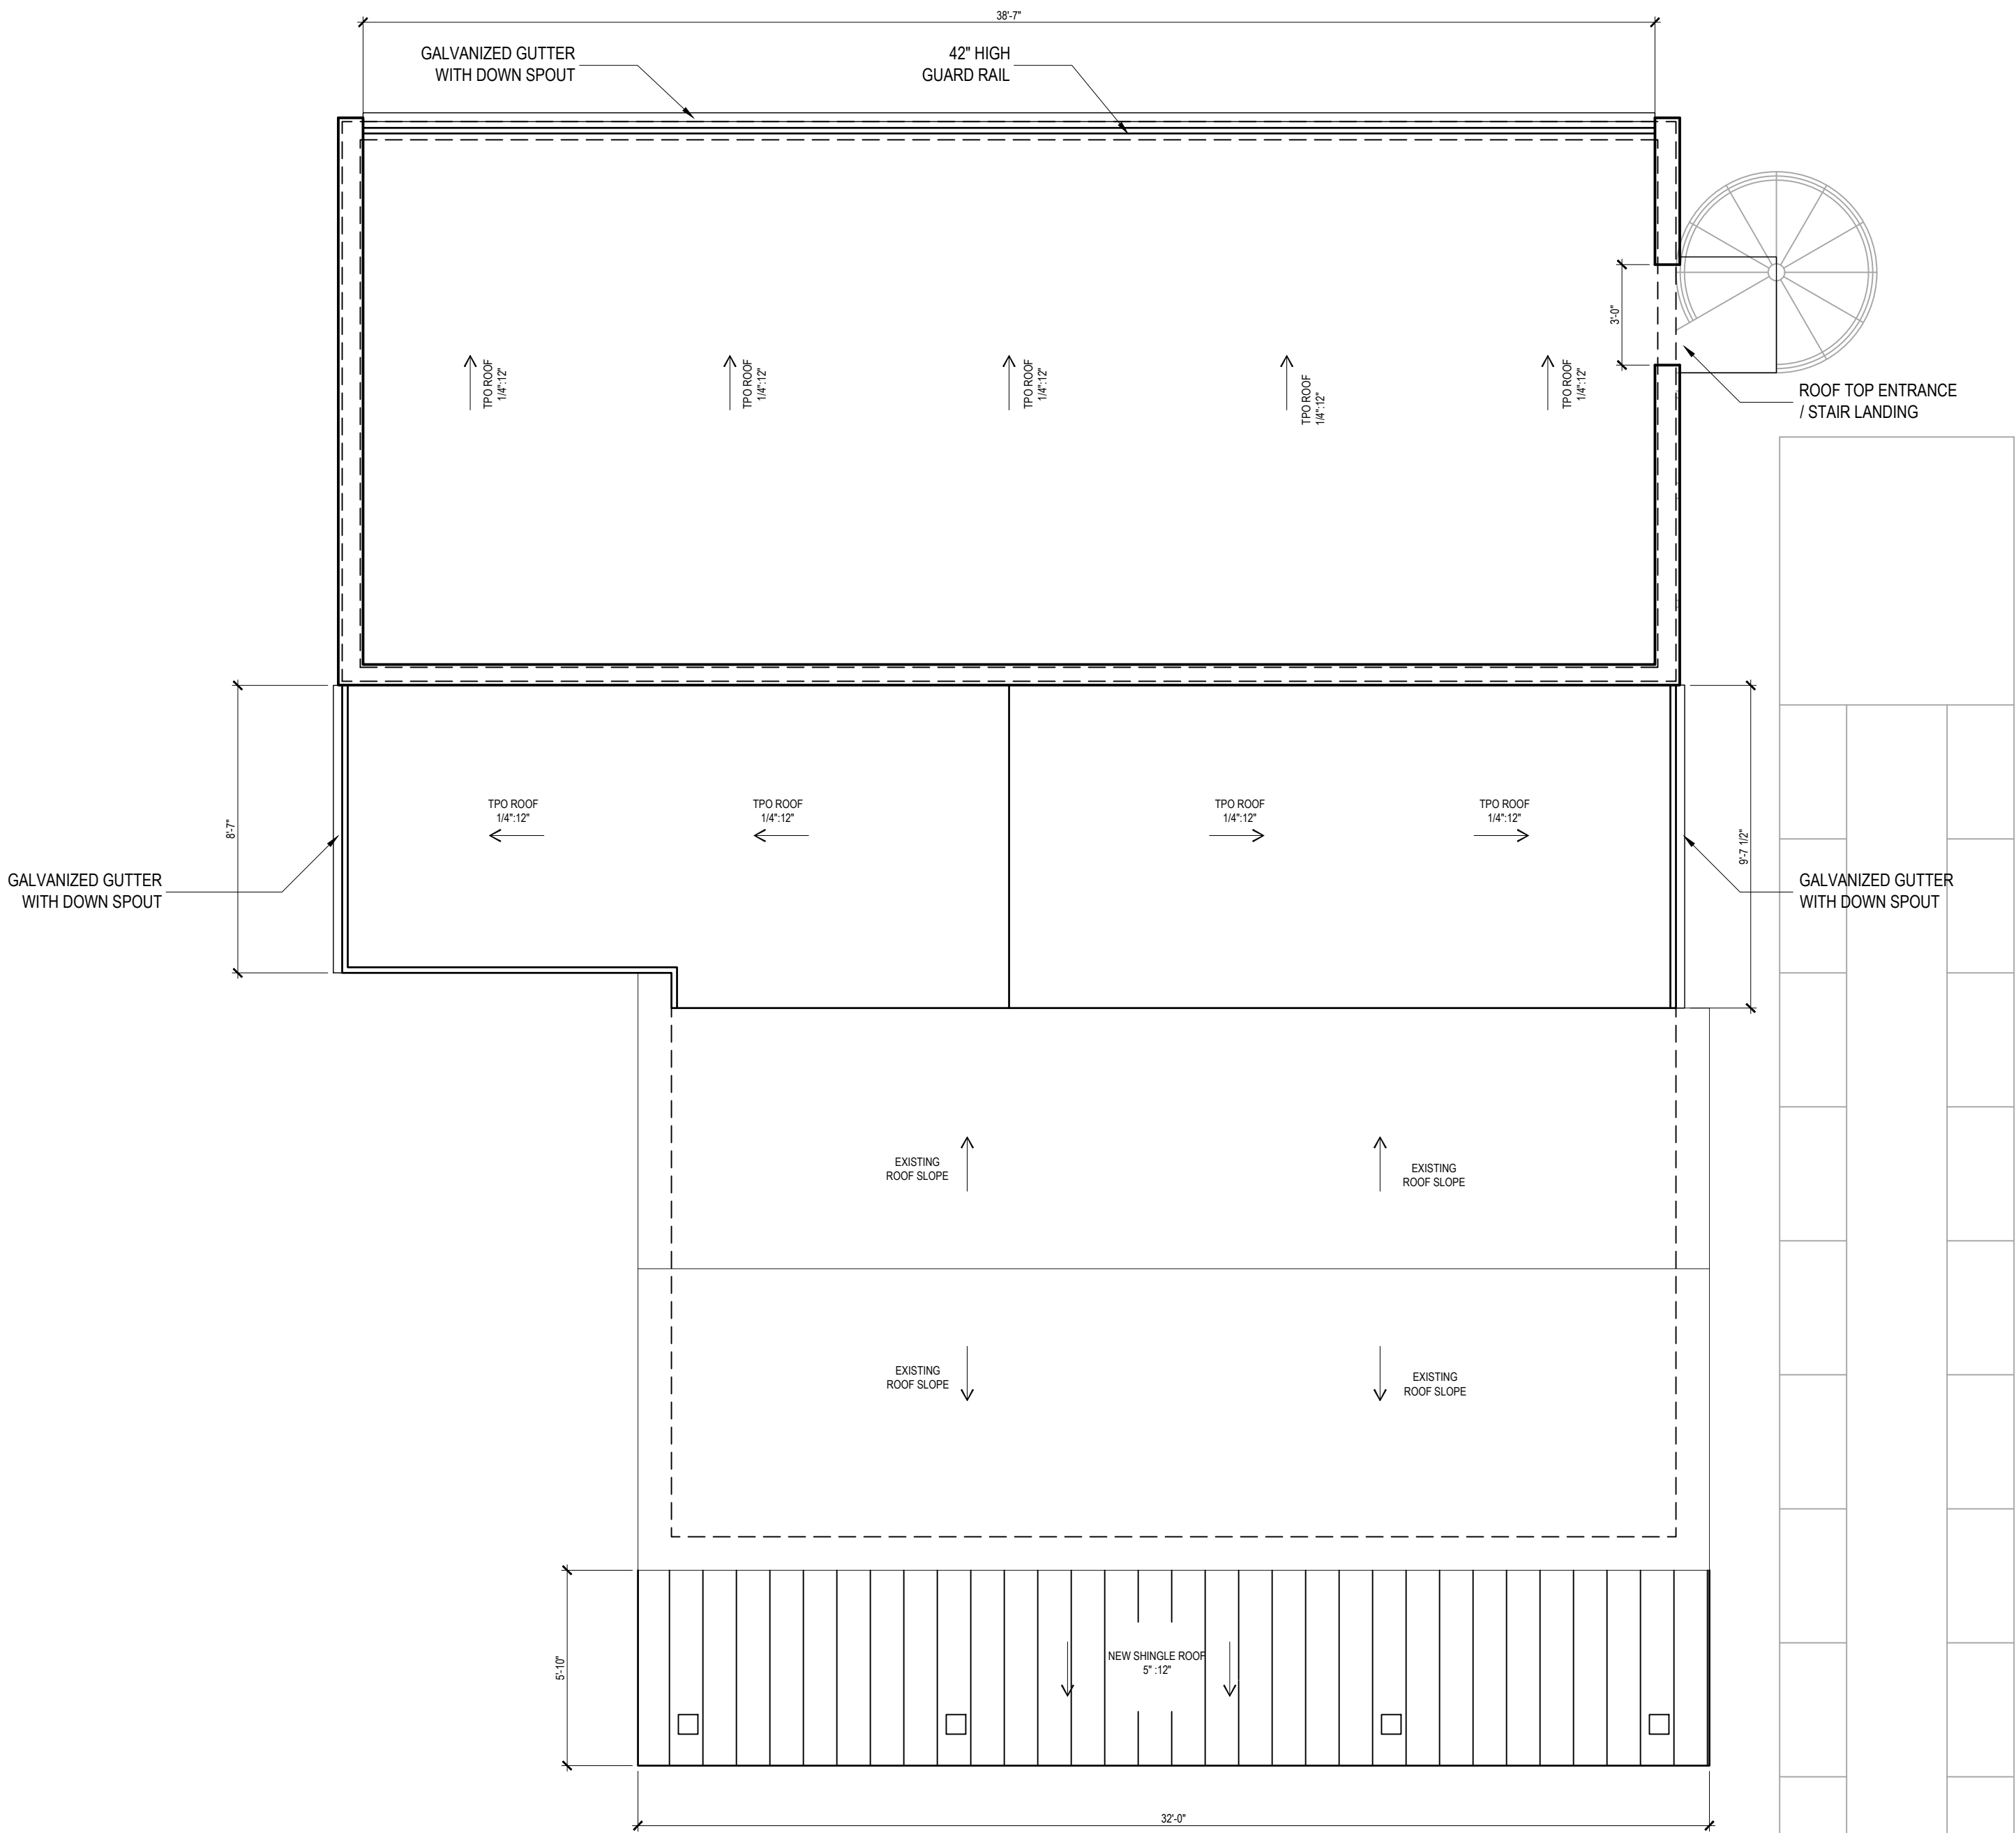 38'-7"
GALVANIZED GUTTER
WITH DOWN SPOUT
42" HIGH
GUARD RAIL
3'-0"
TPO ROOF
1/4":12"
TPO ROOF
1/4":12"
TPO ROOF
1/4":12"
TPO ROOF
1/4":12"
TPO ROOF
1/4":12"
ROOF TOP ENTRANCE
/ STAIR LANDING
8'-7"
TPO ROOF
1/4":12"
TPO ROOF
1/4":12"
TPO ROOF
1/4":12"
TPO ROOF
1/4":12"
9'-7 1/2"
GALVANIZED GUTTER
WITH DOWN SPOUT
GALVANIZED GUTTER
WITH DOWN SPOUT
EXISTING
ROOF SLOPE
EXISTING
ROOF SLOPE
EXISTING
ROOF SLOPE
EXISTING
ROOF SLOPE
5'-10"
NEW SHINGLE ROOF
5" :12"
32'-0"